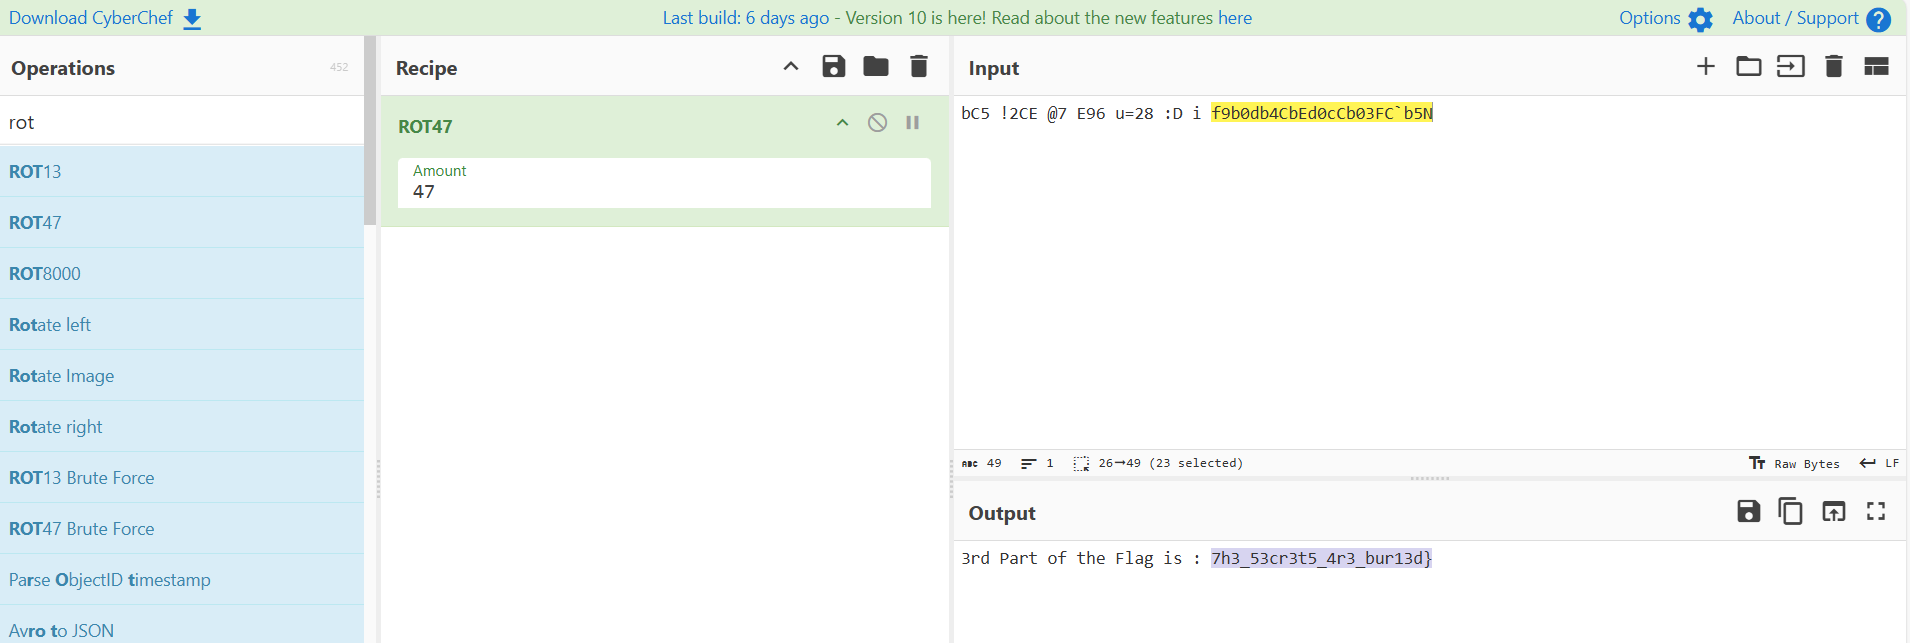 Download CyberChef
Last build: 6 days ago - Version 10 is here! Read about the new features here
Options
About / Support
Operations
452
rot
ROT13
ROT47
ROT8000
Rotate left
Rotate Image
Rotate right
ROT13 Brute Force
ROT47 Brute Force
Parse ObjectID timestamp
Avro to JSON
Recipe
ROT47
Amount
47
Input
bC5 !2CE @7 E96 u=28 :D i f9b0db4CbEd0cCb03FC`b5N
ABC 49 1 26→49 (23 selected)
Raw Bytes LF
Output
3rd Part of the Flag is : 7h3_53cr3t5_4r3_bur13d}